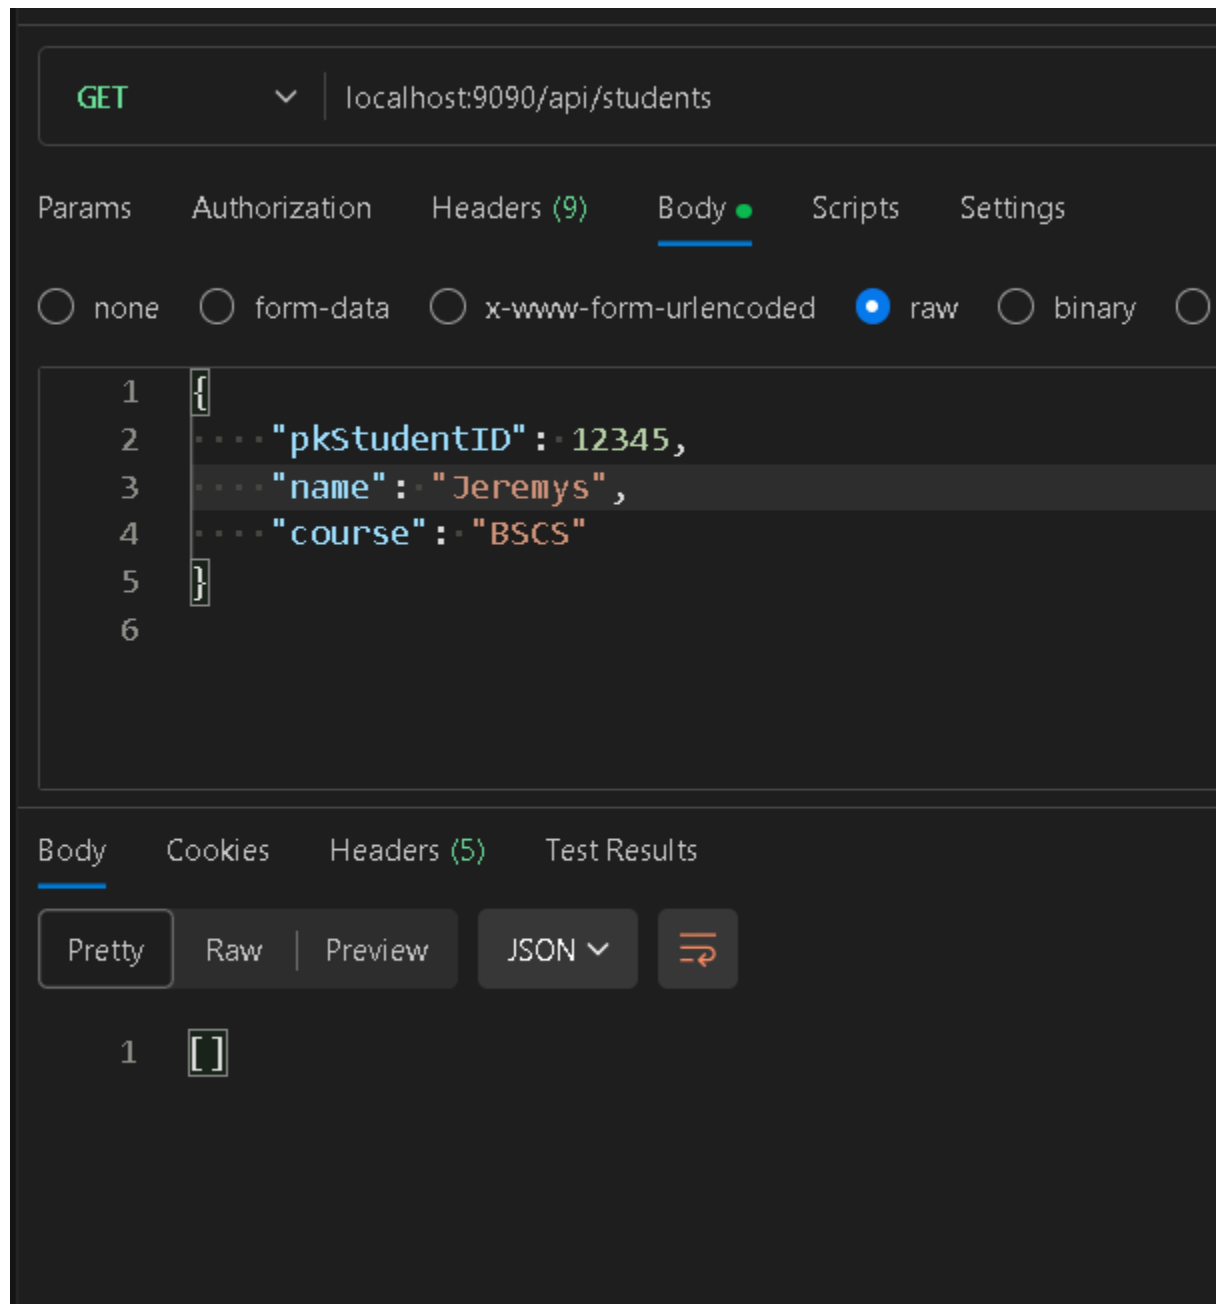 GET localhost:9090/api/students
Params Authorization Headers (9) Body Scripts Settings
none form-data x-www-form-urlencoded raw binary
1 {
2 "pkStudentID": 12345,
3 "name": "Jeremys",
4 "course": "BSCS"
5 }
6
Body Cookies Headers (5) Test Results
Pretty Raw Preview JSON
1 []